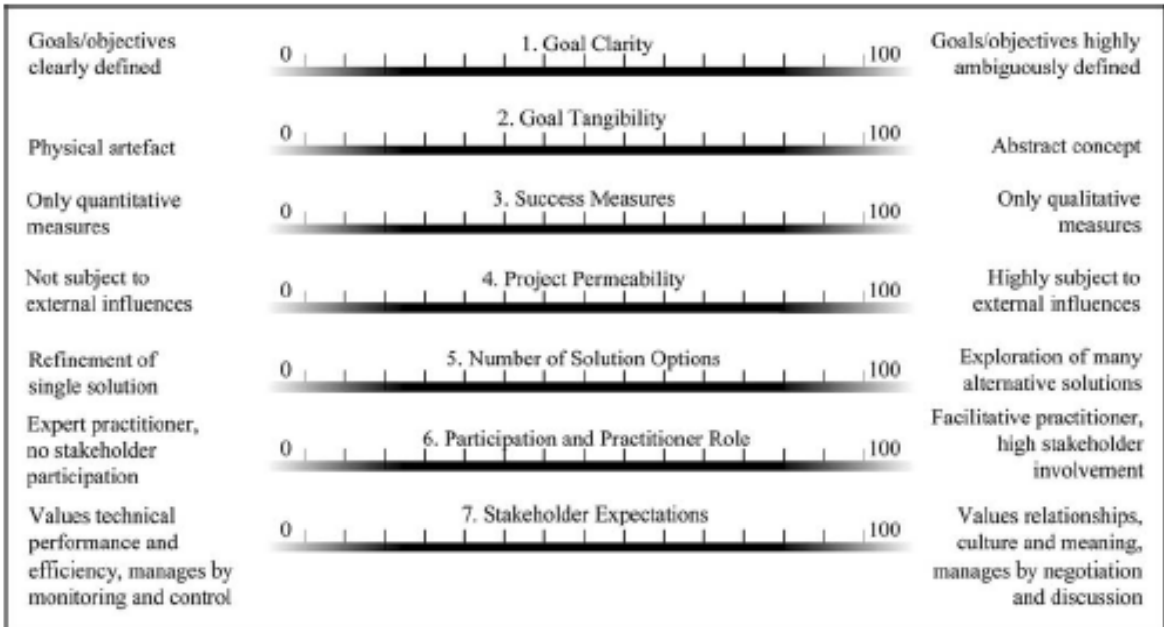 Goals/objectives
clearly defined
0
1. Goal Clarity
100
Goals/objectives highly
ambiguously defined
Physical artefact
0
2. Goal Tangibility
100
Abstract concept
Only quantitative
measures
0
3. Success Measures
100
Only qualitative
measures
Not subject to
external influences
0
4. Project Permeability
100
Highly subject to
external influences
Refinement of
single solution
0
5. Number of Solution Options
100
Exploration of many
alternative solutions
Expert practitioner,
no stakeholder
participation
0
6. Participation and Practitioner Role
100
Facilitative practitioner,
high stakeholder
involvement
Values technical
performance and
efficiency, manages by
monitoring and control
0
7. Stakeholder Expectations
100
Values relationships,
culture and meaning,
manages by negotiation
and discussion